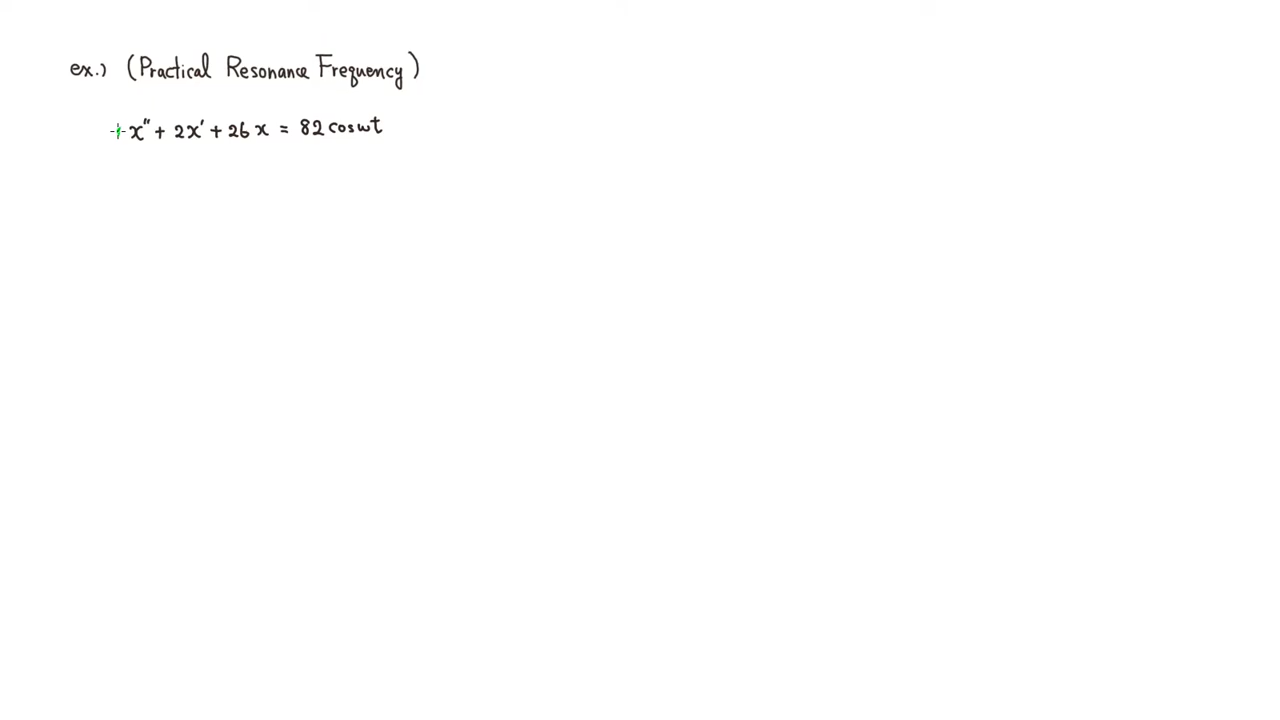 ex.) (Practical Resonance Frequency)
x'' + 2x' + 26x = 82 cosωt